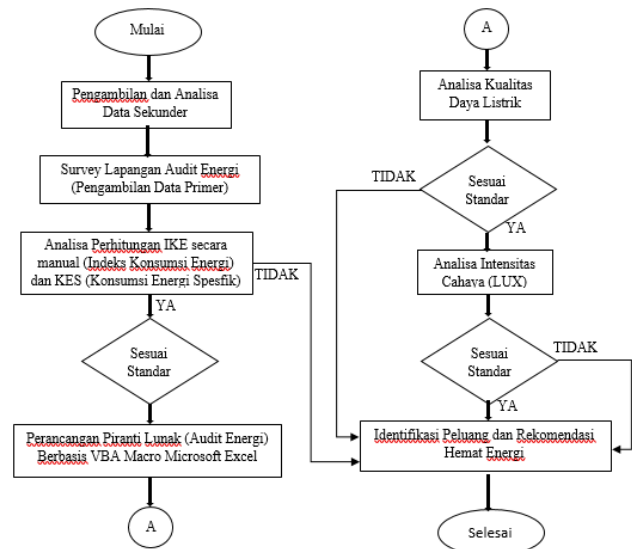 Mulai
Pengambilan dan Analisa
Data Sekunder
Survey Lapangan Audit Energi
(Pengambilan Data Primer)
Analisa Perhitungan IKE secara
manual (Indeks Konsumsi Energi)
dan KES (Konsumsi Energi Spesfik)
TIDAK
YA
Sesuai
Standar
Perancangan Piranti Lunak (Audit Energi)
Berbasis VBA Macro Microsoft Excel
A
A
Analisa Kualitas
Daya Listrik
TIDAK
Sesuai
Standar
YA
Analisa Intensitas
Cahaya (LUX)
Sesuai
Standar
TIDAK
YA
Identifikasi Peluang dan Rekomendasi
Hemat Energi
Selesai